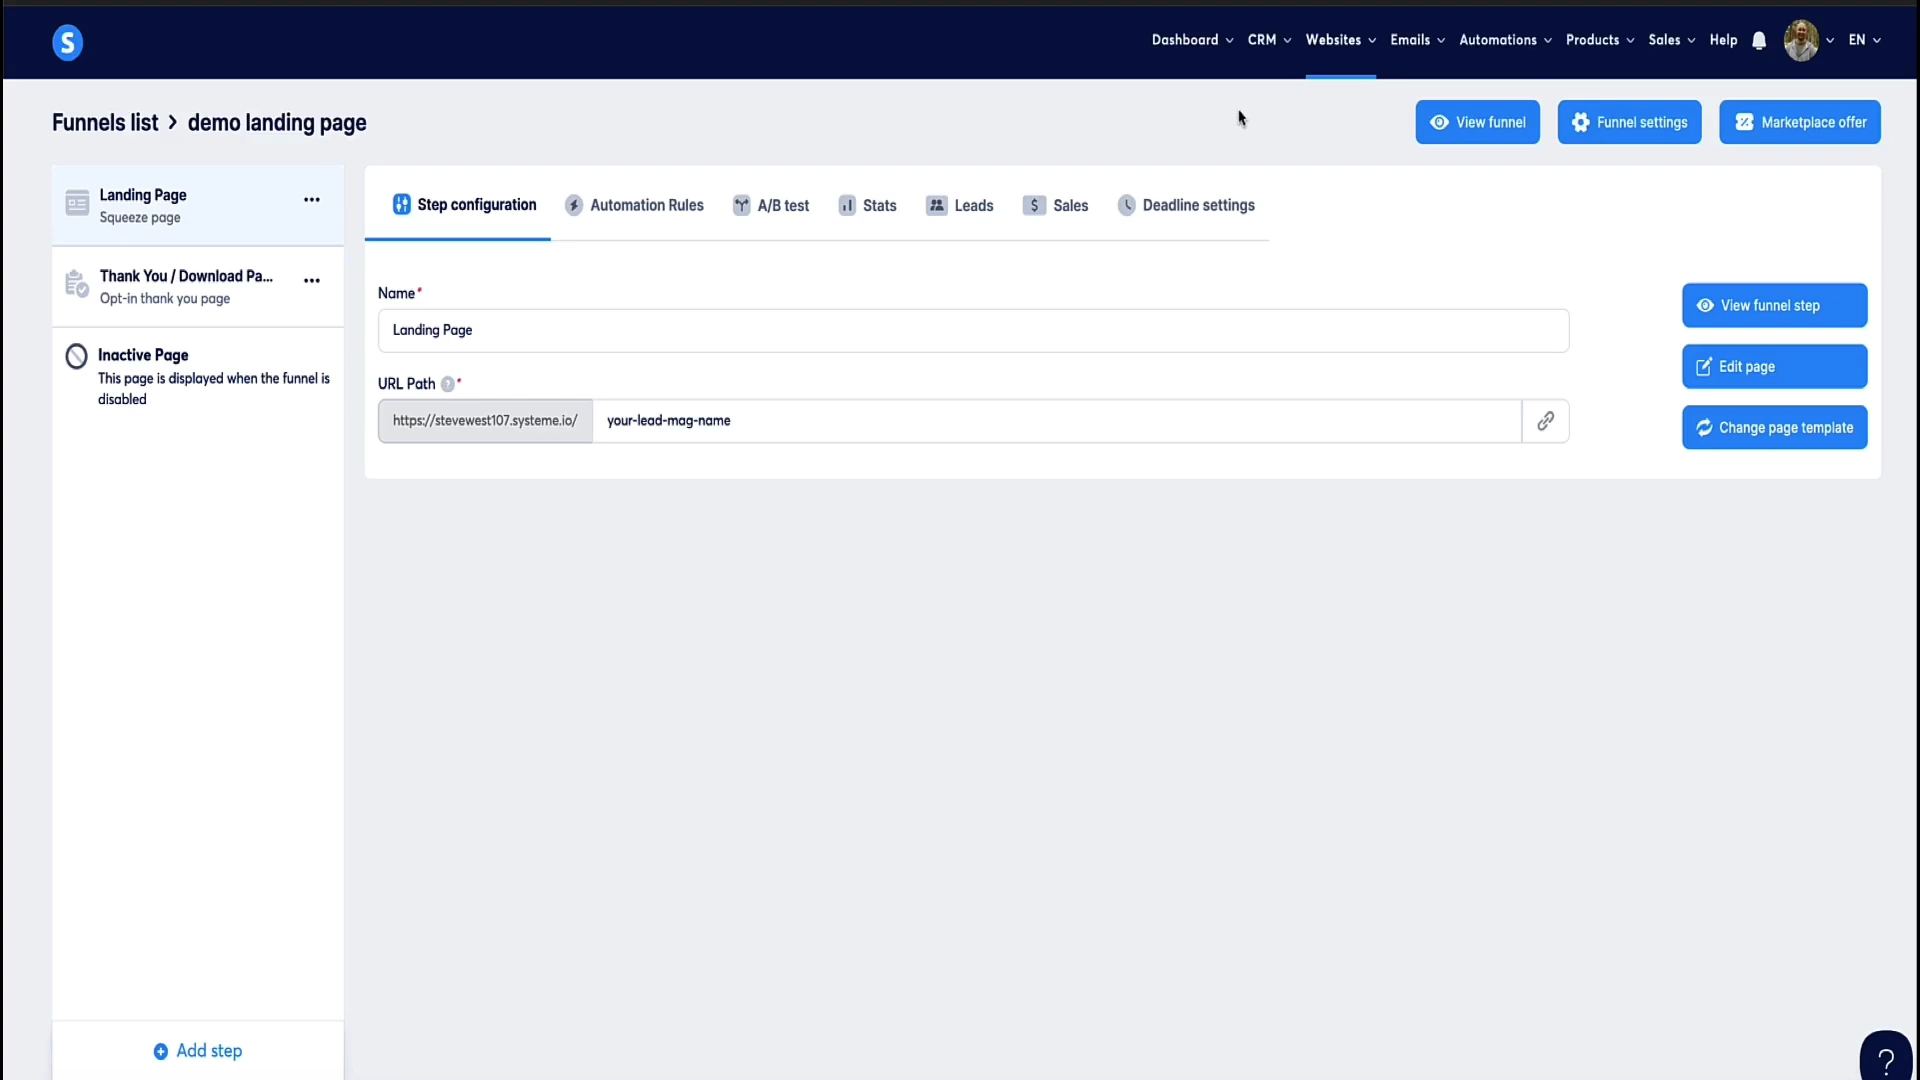 S
Dashboard
CRM
Websites
Emails
Automations
Products
Sales
Help
EN
Funnels list > demo landing page
View funnel
Funnel settings
Marketplace offer
Landing Page
Squeeze page
Thank You / Download Pa...
Opt-in thank you page
Inactive Page
This page is displayed when the funnel is
disabled
Step configuration
Automation Rules
A/B test
Stats
Leads
$ Sales
Deadline settings
Name*
Landing Page
URL Path ? *
https://stevewest107.systeme.io/
your-lead-mag-name
View funnel step
Edit page
Change page template
Add step
?